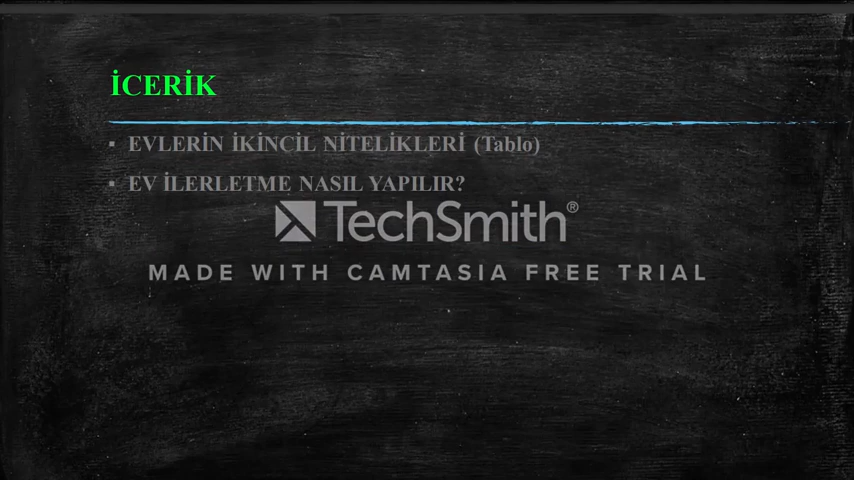 İCERİK
▪ EVLERİN İKİNCİL NİTELİKLERİ (Tablo)
▪ EV İLERLETME NASIL YAPILIR?
TechSmith®
MADE WITH CAMTASIA FREE TRIAL